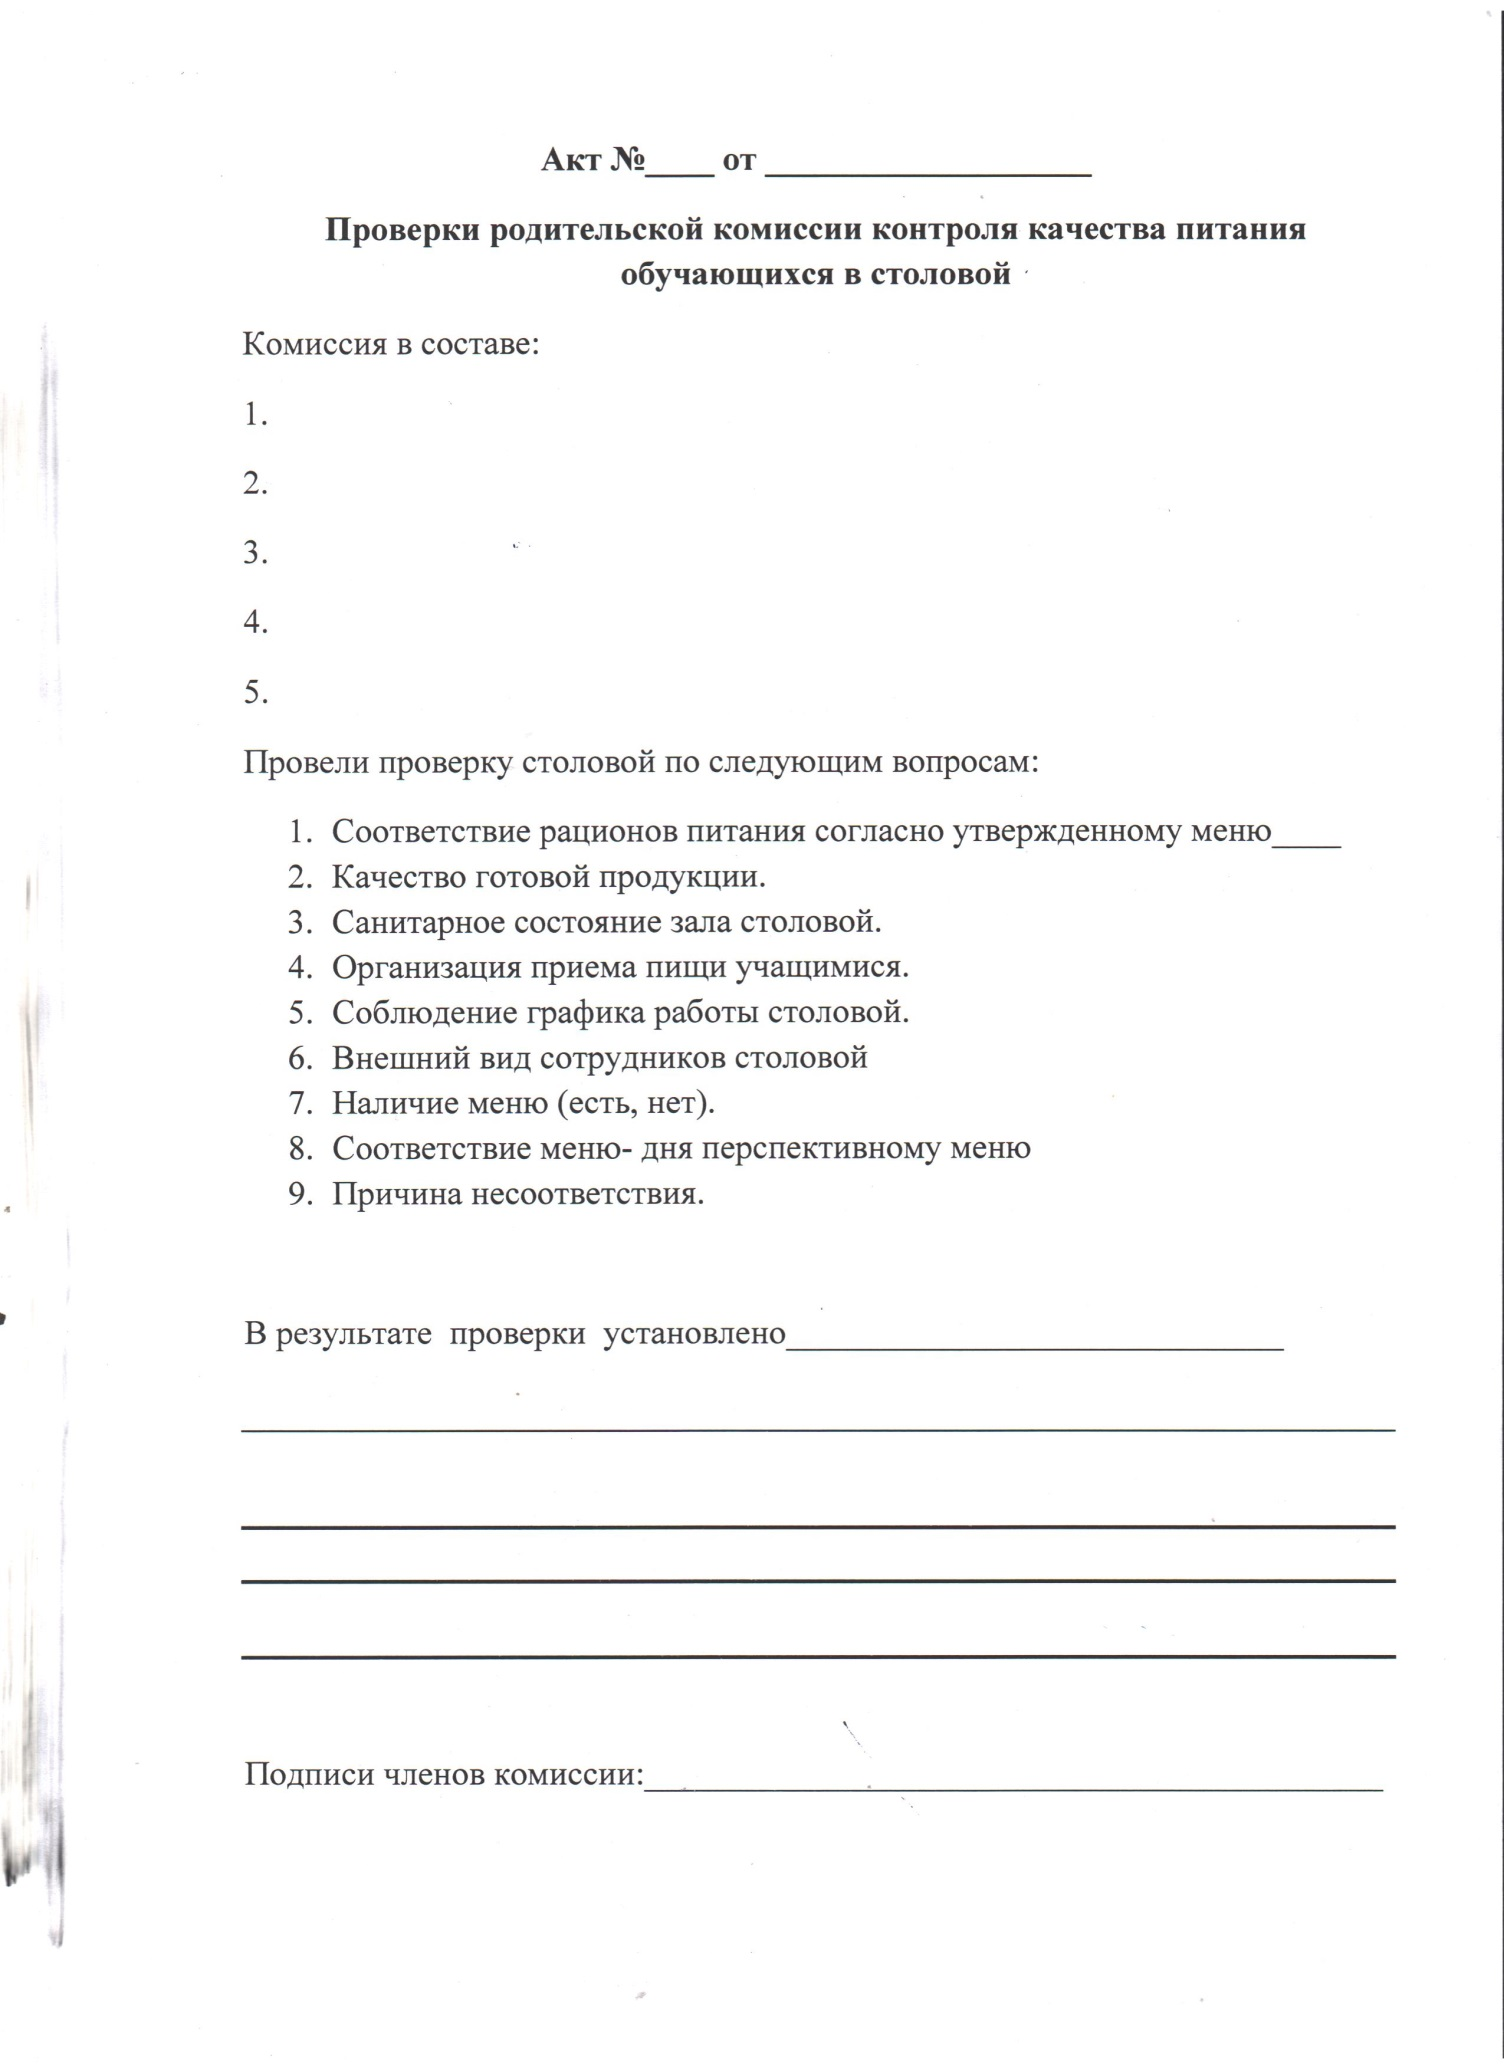 Акт №____ от ___________________
Проверки родительской комиссии контроля качества питания
обучающихся в столовой
Комиссия в составе:
1.
2.
3.
4.
5.
Провели проверку столовой по следующим вопросам:
1. Соответствие рационов питания согласно утвержденному меню____
2. Качество готовой продукции.
3. Санитарное состояние зала столовой.
4. Организация приема пищи учащимися.
5. Соблюдение графика работы столовой.
6. Внешний вид сотрудников столовой
7. Наличие меню (есть, нет).
8. Соответствие меню- дня перспективному меню
9. Причина несоответствия.
В результате проверки установлено_____________________________
Подписи членов комиссии:___________________________________________